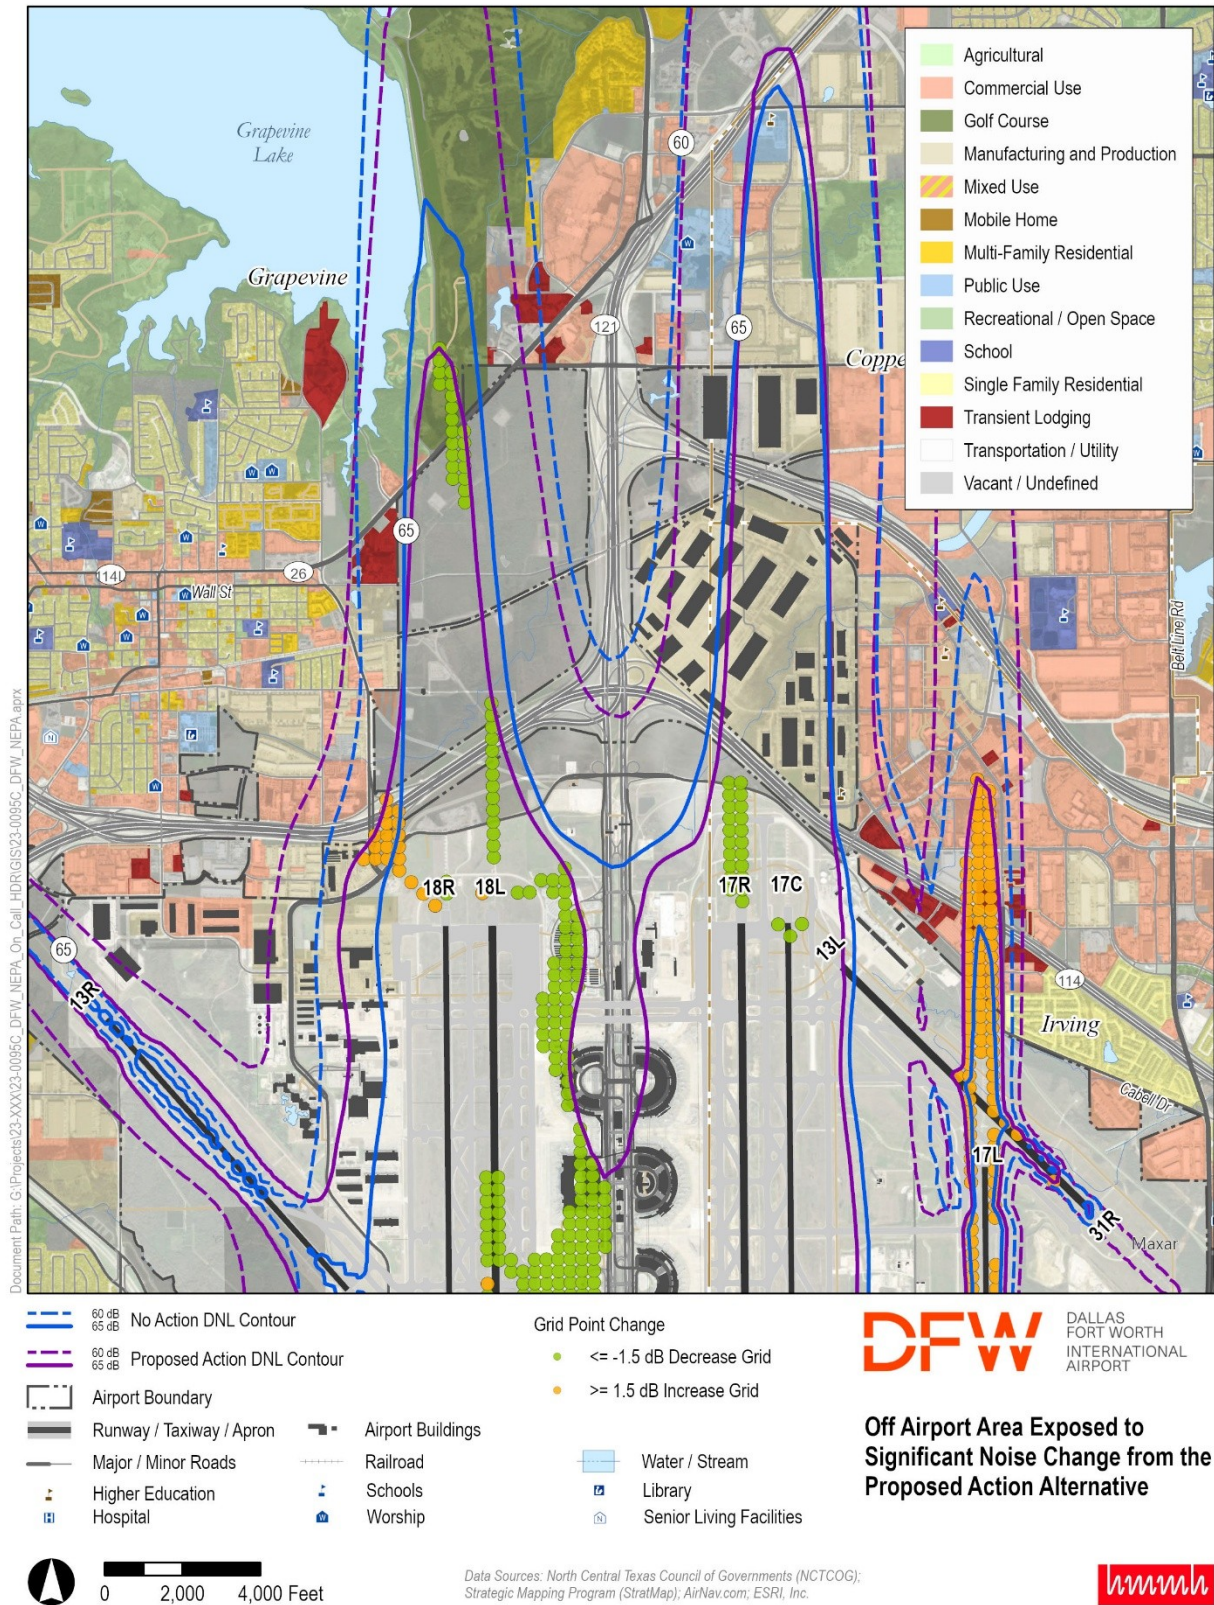 Grapevine
Lake
Grapevine
60
121
65
Coppe
65
114L
Wall St
26
Belt Line Rd
18R
18L
17R
17C
13L
65
13R
114
Irving
Cabell Dr
17L
31R
Maxar
Agricultural
Commercial Use
Golf Course
Manufacturing and Production
Mixed Use
Mobile Home
Multi-Family Residential
Public Use
Recreational / Open Space
School
Single Family Residential
Transient Lodging
Transportation / Utility
Vacant / Undefined
Document Path: G:\Projects\23-XXX\23-0095C_DFW_NEPA_On_Call_HDR\GIS\23-0095C_DFW_NEPA.aprx
60 dB
65 dB
No Action DNL Contour
60 dB
65 dB
Proposed Action DNL Contour
Airport Boundary
Runway / Taxiway / Apron
Major / Minor Roads
Higher Education
Hospital
Airport Buildings
Railroad
Schools
Worship
Grid Point Change
<= -1.5 dB Decrease Grid
>= 1.5 dB Increase Grid
Water / Stream
Library
Senior Living Facilities
DFW
DALLAS
FORT WORTH
INTERNATIONAL
AIRPORT
Off Airport Area Exposed to
Significant Noise Change from the
Proposed Action Alternative
0 2,000 4,000 Feet
Data Sources: North Central Texas Council of Governments (NCTCOG);
Strategic Mapping Program (StratMap); AirNav.com; ESRI, Inc.
hmmh